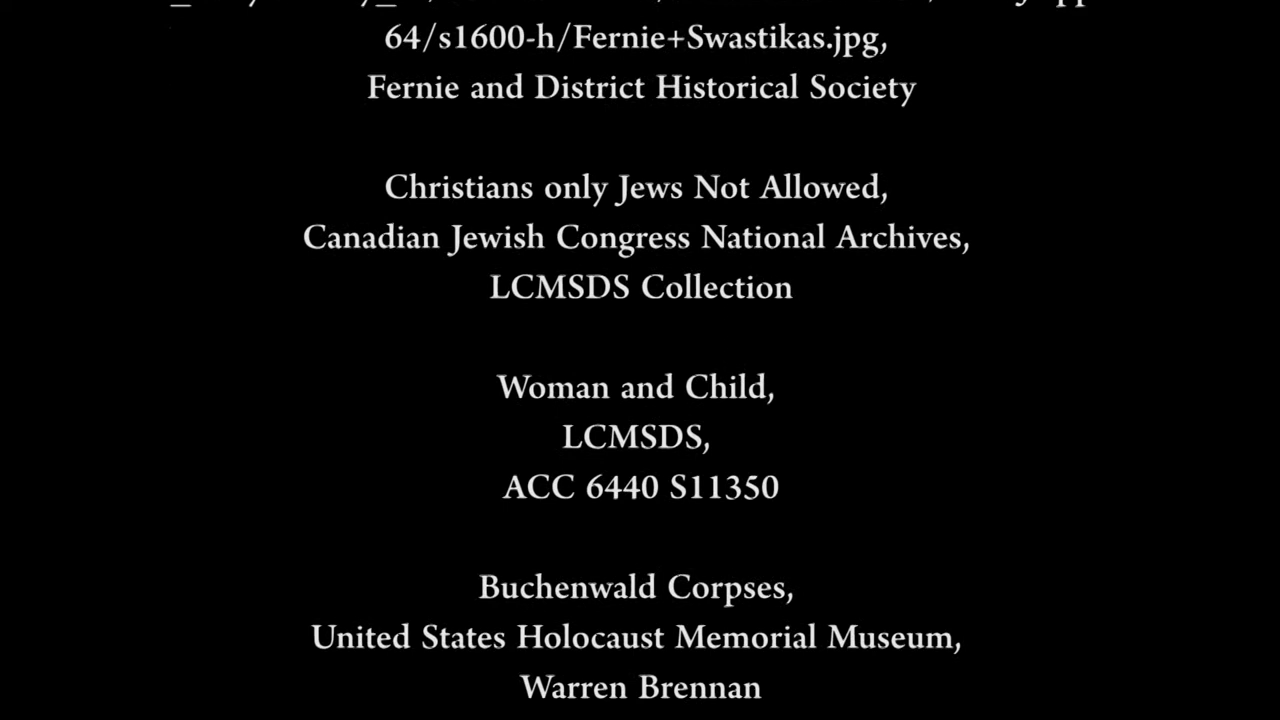 64/s1600-h/Fernie+Swastikas.jpg,
Fernie and District Historical Society
Christians only Jews Not Allowed,
Canadian Jewish Congress National Archives,
LCMSDS Collection
Woman and Child,
LCMSDS,
ACC 6440 S11350
Buchenwald Corpses,
United States Holocaust Memorial Museum,
Warren Brennan